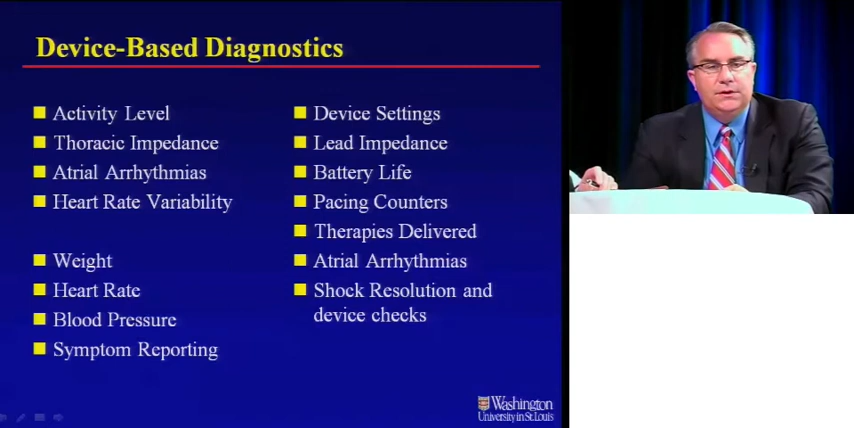 Device-Based Diagnostics
Activity Level
Thoracic Impedance
Atrial Arrhythmias
Heart Rate Variability
Weight
Heart Rate
Blood Pressure
Symptom Reporting
Device Settings
Lead Impedance
Battery Life
Pacing Counters
Therapies Delivered
Atrial Arrhythmias
Shock Resolution and
device checks
Washington
University in St. Louis